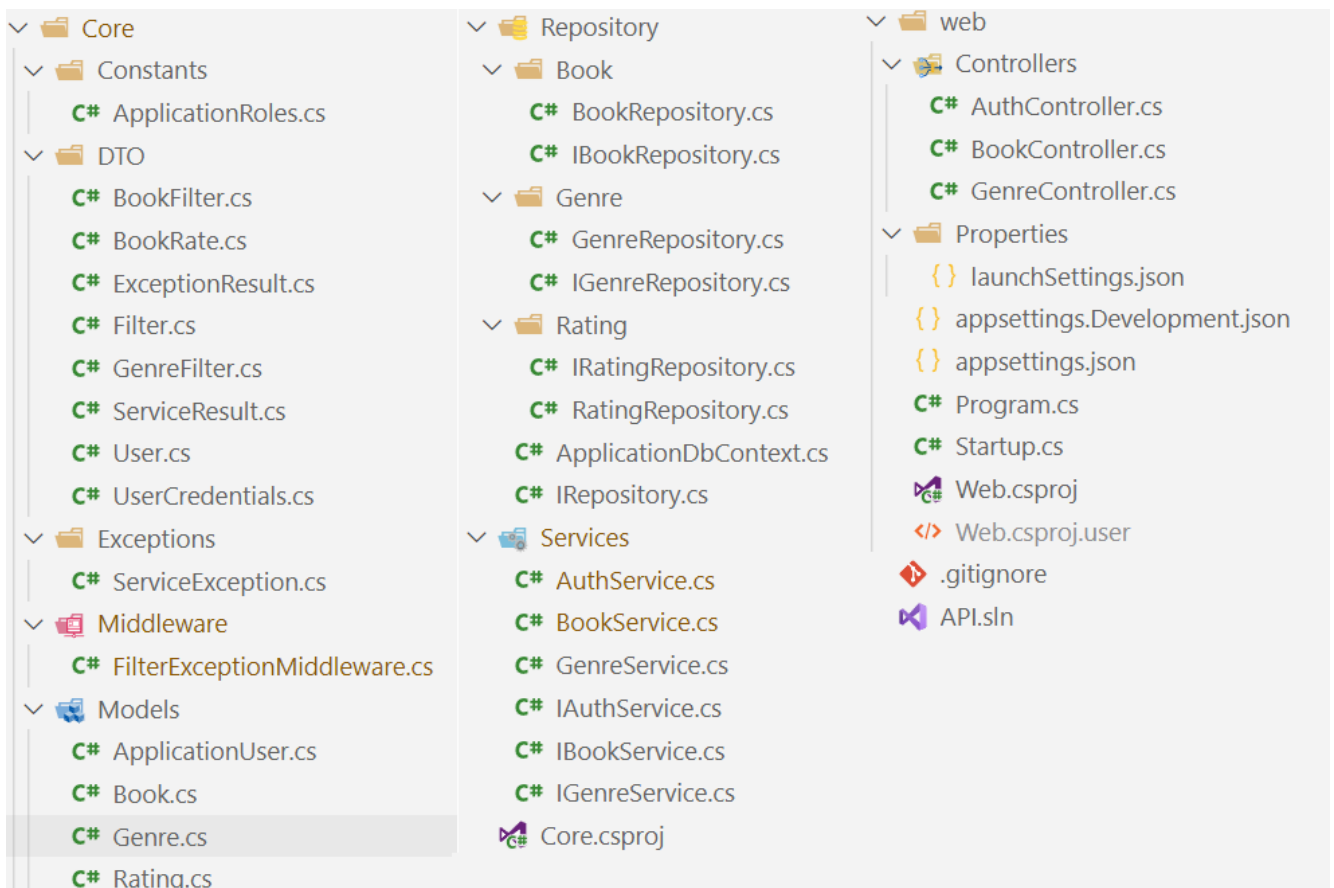 Core
Constants
C# ApplicationRoles.cs
DTO
C# BookFilter.cs
C# BookRate.cs
C# ExceptionResult.cs
C# Filter.cs
C# GenreFilter.cs
C# ServiceResult.cs
C# User.cs
C# UserCredentials.cs
Exceptions
C# ServiceException.cs
Middleware
C# FilterExceptionMiddleware.cs
Models
C# ApplicationUser.cs
C# Book.cs
C# Genre.cs
C# Rating.cs
Repository
Book
C# BookRepository.cs
C# IBookRepository.cs
Genre
C# GenreRepository.cs
C# IGenreRepository.cs
Rating
C# IRatingRepository.cs
C# RatingRepository.cs
C# ApplicationDbContext.cs
C# IRepository.cs
Services
C# AuthService.cs
C# BookService.cs
C# GenreService.cs
C# IAuthService.cs
C# IBookService.cs
C# IGenreService.cs
Core.csproj
web
Controllers
C# AuthController.cs
C# BookController.cs
C# GenreController.cs
Properties
{ } launchSettings.json
{ } appsettings.Development.json
{ } appsettings.json
C# Program.cs
C# Startup.cs
Web.csproj
</> Web.csproj.user
.gitignore
API.sln